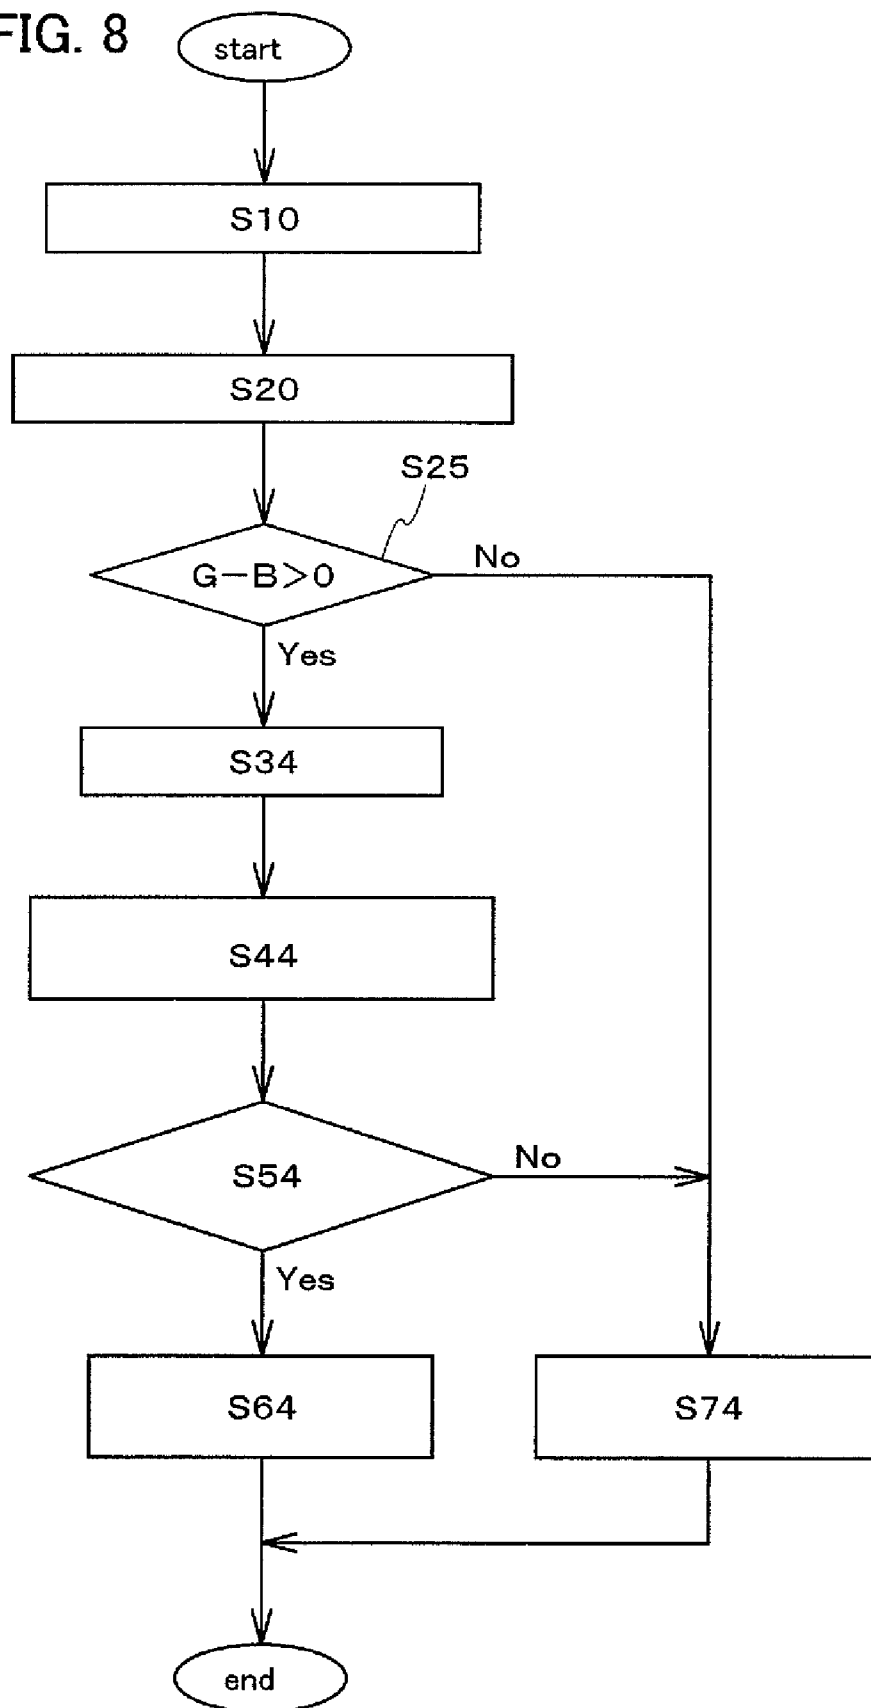 FIG. 8
start
S10
S20
S25
G-B>0
No
Yes
S34
S44
S54
No
Yes
S64
S74
end